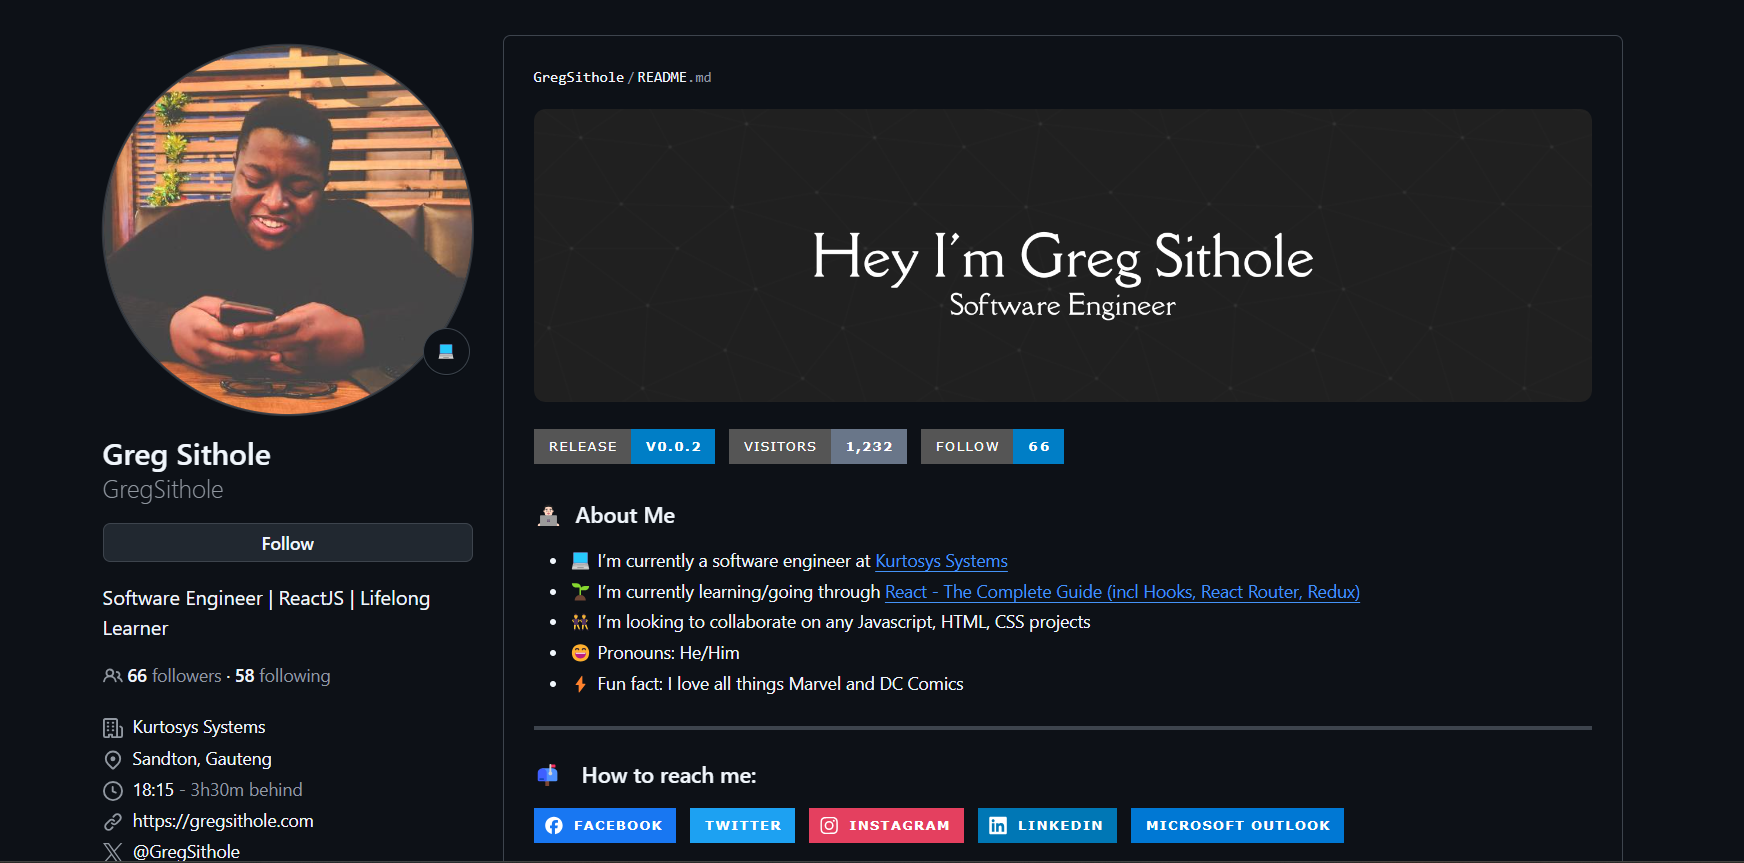 Greg Sithole
GregSithole
Follow
Software Engineer | ReactJS | Lifelong
Learner
66 followers · 58 following
Kurtosys Systems
Sandton, Gauteng
18:15 - 3h30m behind
https://gregsithole.com
@GregSithole
GregSithole/README.md
Hey I'm Greg Sithole
Software Engineer
RELEASE V0.0.2 VISITORS 1,232 FOLLOW 66
About Me
I'm currently a software engineer at Kurtosys Systems
I'm currently learning/going through React - The Complete Guide (incl Hooks, React Router, Redux)
I'm looking to collaborate on any Javascript, HTML, CSS projects
Pronouns: He/Him
Fun fact: I love all things Marvel and DC Comics
How to reach me:
FACEBOOK TWITTER INSTAGRAM LINKEDIN MICROSOFT OUTLOOK